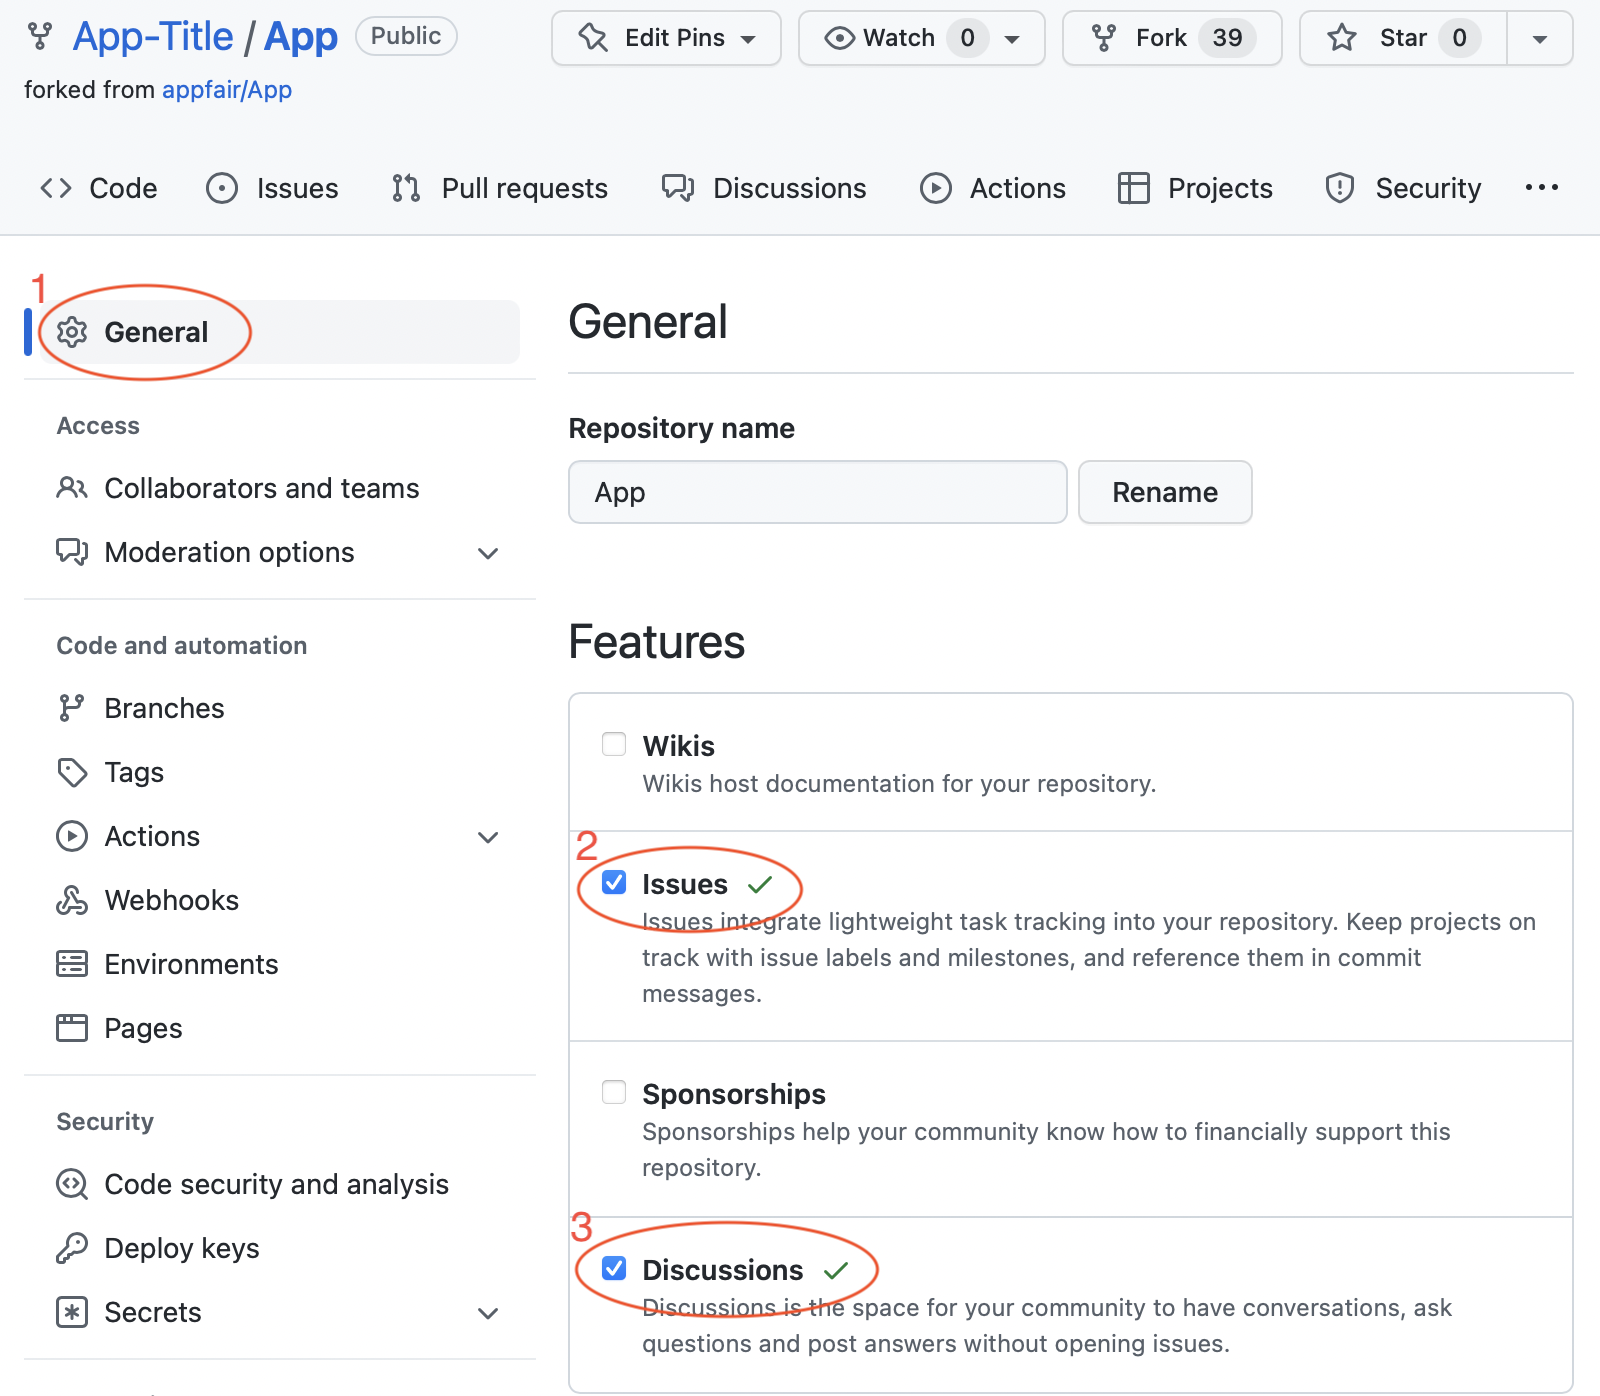 App-Title / App Public Edit Pins Watch 0 Fork 39 Star 0
forked from appfair/App
Code Issues Pull requests Discussions Actions Projects Security
1
General
Access
Collaborators and teams
Moderation options
Code and automation
Branches
Tags
Actions
Webhooks
Environments
Pages
Security
Code security and analysis
Deploy keys
Secrets
General
Repository name
App Rename
Features
Wikis
Wikis host documentation for your repository.
2
Issues
Issues integrate lightweight task tracking into your repository. Keep projects on
track with issue labels and milestones, and reference them in commit
messages.
Sponsorships
Sponsorships help your community know how to financially support this
repository.
3
Discussions
Discussions is the space for your community to have conversations, ask
questions and post answers without opening issues.